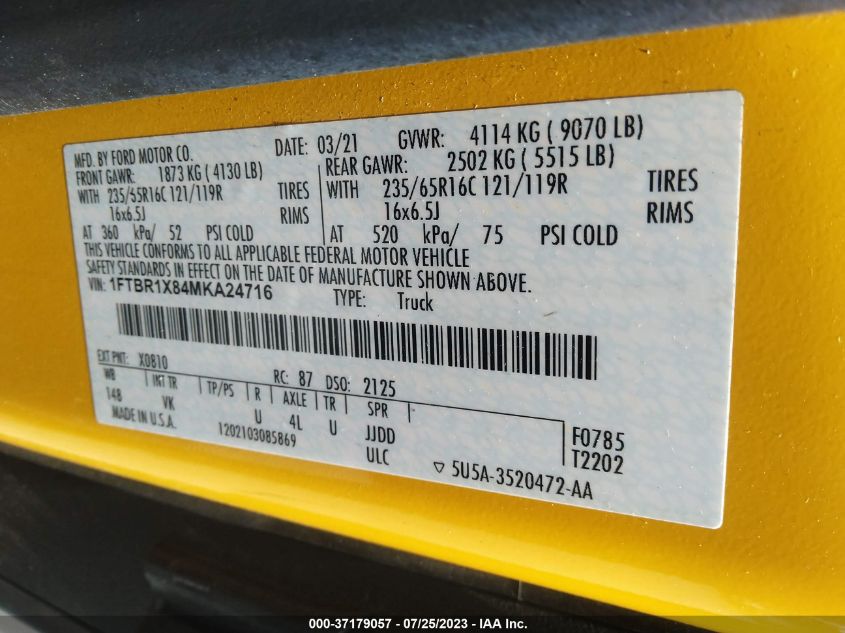 MFD. BY FORD MOTOR CO. DATE: 03/21 GVWR: 4114 KG ( 9070 LB)
FRONT GAWR: 1873 KG ( 4130 LB) REAR GAWR: 2502 KG ( 5515 LB)
WITH 235/65R16C 121/119R TIRES WITH 235/65R16C 121/119R TIRES
16x6.5J RIMS 16x6.5J RIMS
AT 360 kPa/ 52 PSI COLD AT 520 kPa/ 75 PSI COLD
THIS VEHICLE CONFORMS TO ALL APPLICABLE FEDERAL MOTOR VEHICLE
SAFETY STANDARDS IN EFFECT ON THE DATE OF MANUFACTURE SHOWN ABOVE.
VIN: 1FTBR1X84MKA24716 TYPE: Truck
EXT PNT: X0810 RC: 87 DSO: 2125
WB INT TR TP/PS R AXLE TR SPR
148 VK U 4L U JJDD F0785
MADE IN U.S.A. 1202103085869 ULC T2202
5U5A-3520472-AA
000-37179057 / 07/25/2023 - IAA Inc.